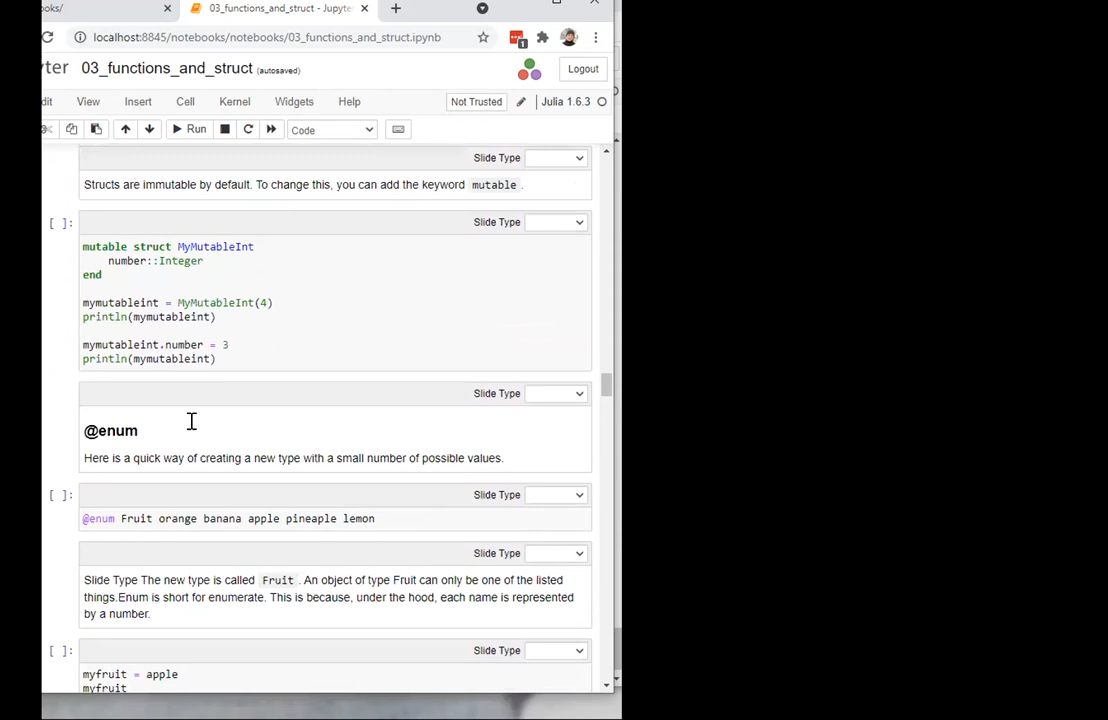 ooks/
×
03_functions_and_struct - Jupyte
×
+
localhost:8845/notebooks/notebooks/03_functions_and_struct.ipynb
1
yter 03_functions_and_struct (autosaved)
Logout
dit View Insert Cell Kernel Widgets Help
Not Trusted
Julia 1.6.3
Run
Code
Slide Type
Structs are immutable by default. To change this, you can add the keyword mutable.
[ ]:
Slide Type
mutable struct MyMutableInt
number::Integer
end
mymutableint = MyMutableInt(4)
println(mymutableint)
mymutableint.number = 3
println(mymutableint)
Slide Type
@enum
Here is a quick way of creating a new type with a small number of possible values.
[ ]:
Slide Type
@enum Fruit orange banana apple pineaple lemon
Slide Type
Slide Type The new type is called Fruit. An object of type Fruit can only be one of the listed
things.Enum is short for enumerate. This is because, under the hood, each name is represented
by a number.
[ ]:
Slide Type
myfruit = apple
myfruit